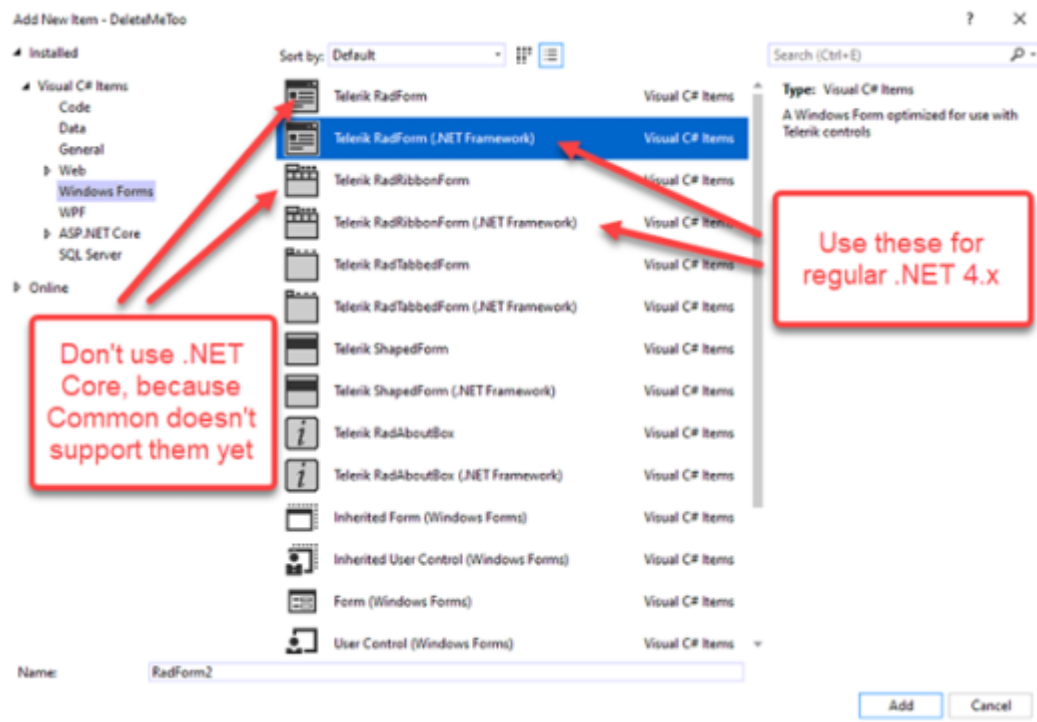 Add New Item - DeleteMeToo
? ×
Installed
Sort by: Default
Search (Ctrl+E)
Visual C# Items
Code
Data
General
Web
Windows Forms
WPF
ASP.NET Core
SQL Server
Online
Telerik RadForm Visual C# Items
Telerik RadForm (.NET Framework) Visual C# Items
Telerik RadRibbonForm Visual C# Items
Telerik RadRibbonForm (.NET Framework) Visual C# Items
Telerik RadTabbedForm Visual C# Items
Telerik RadTabbedForm (.NET Framework) Visual C# Items
Telerik ShapedForm Visual C# Items
Telerik ShapedForm (.NET Framework) Visual C# Items
Telerik RadAboutBox Visual C# Items
Telerik RadAboutBox (.NET Framework) Visual C# Items
Inherited Form (Windows Forms) Visual C# Items
Inherited User Control (Windows Forms) Visual C# Items
Form (Windows Forms) Visual C# Items
User Control (Windows Forms) Visual C# Items
Type: Visual C# Items
A Windows Form optimized for use with
Telerik controls
Use these for
regular .NET 4.x
Don't use .NET
Core, because
Common doesn't
support them yet
Name: RadForm2
Add Cancel